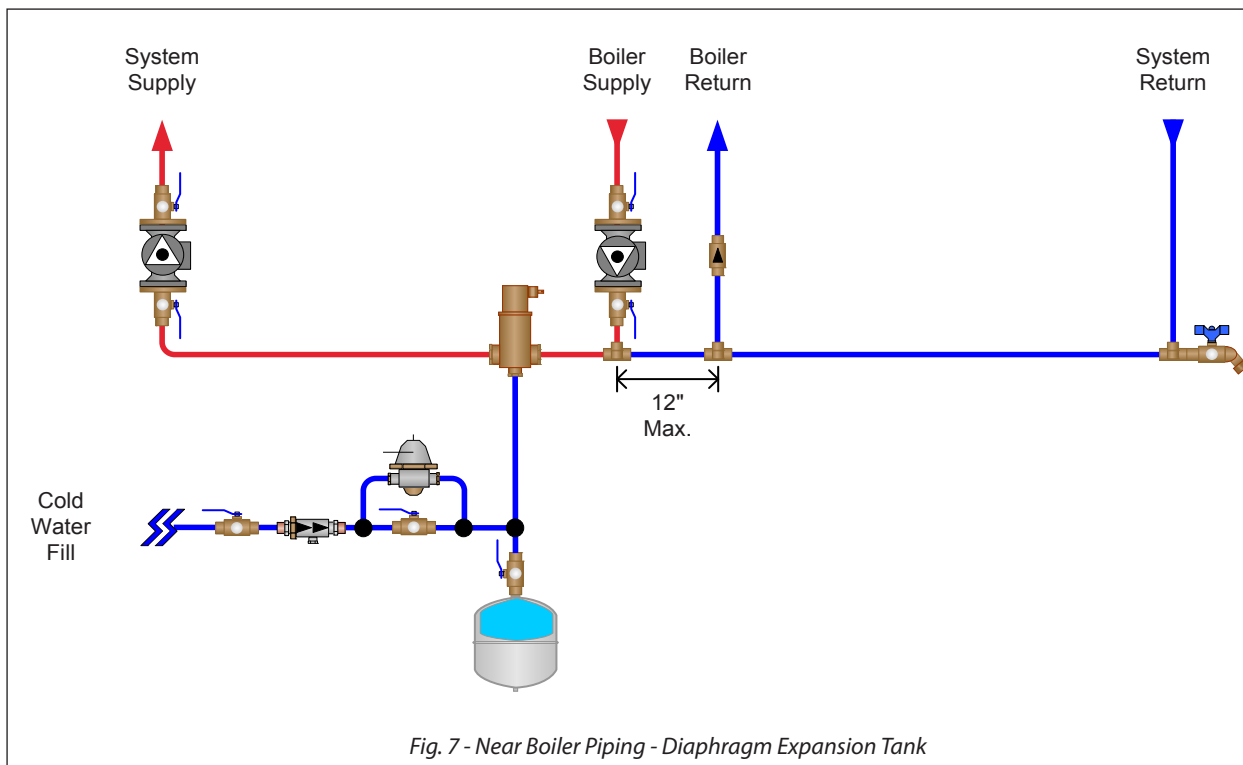 System
Supply
Boiler
Supply
Boiler
Return
System
Return
12"
Max.
Cold
Water
Fill
Fig. 7 - Near Boiler Piping - Diaphragm Expansion Tank